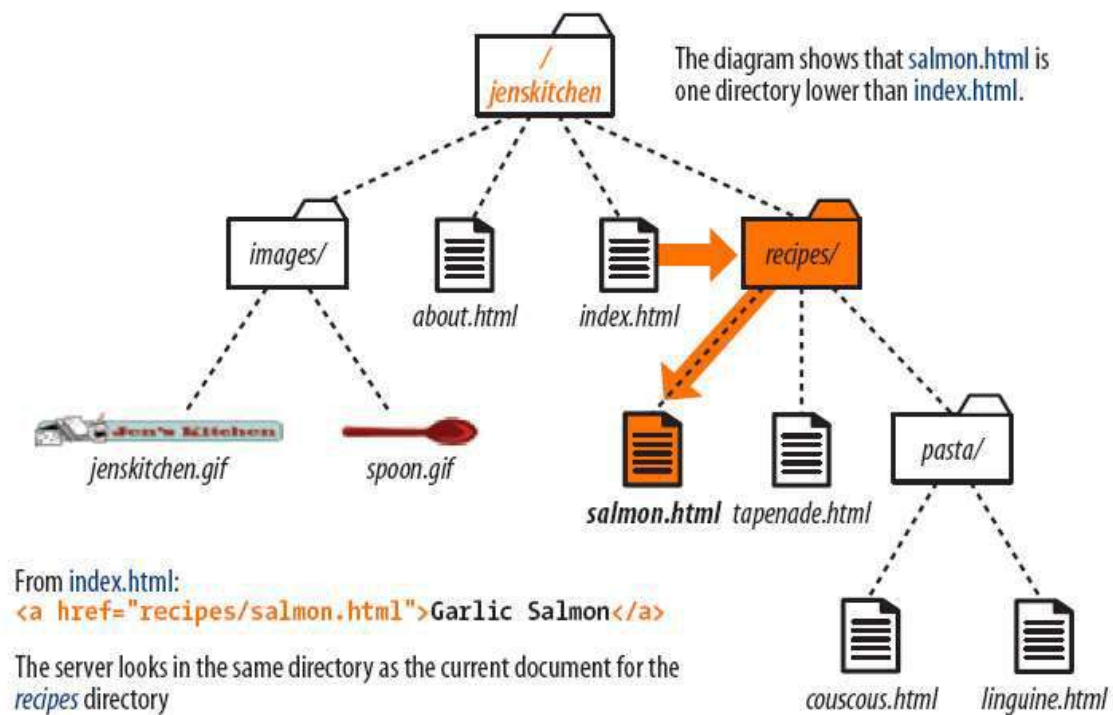 /
jenskitchen
The diagram shows that salmon.html is
one directory lower than index.html.
images/
about.html
index.html
recipes/
Jen's Kitchen
jenskitchen.gif
spoon.gif
salmon.html
tapenade.html
pasta/
couscous.html
linguine.html
From index.html:
<a href="recipes/salmon.html">Garlic Salmon</a>
The server looks in the same directory as the current document for the
recipes directory